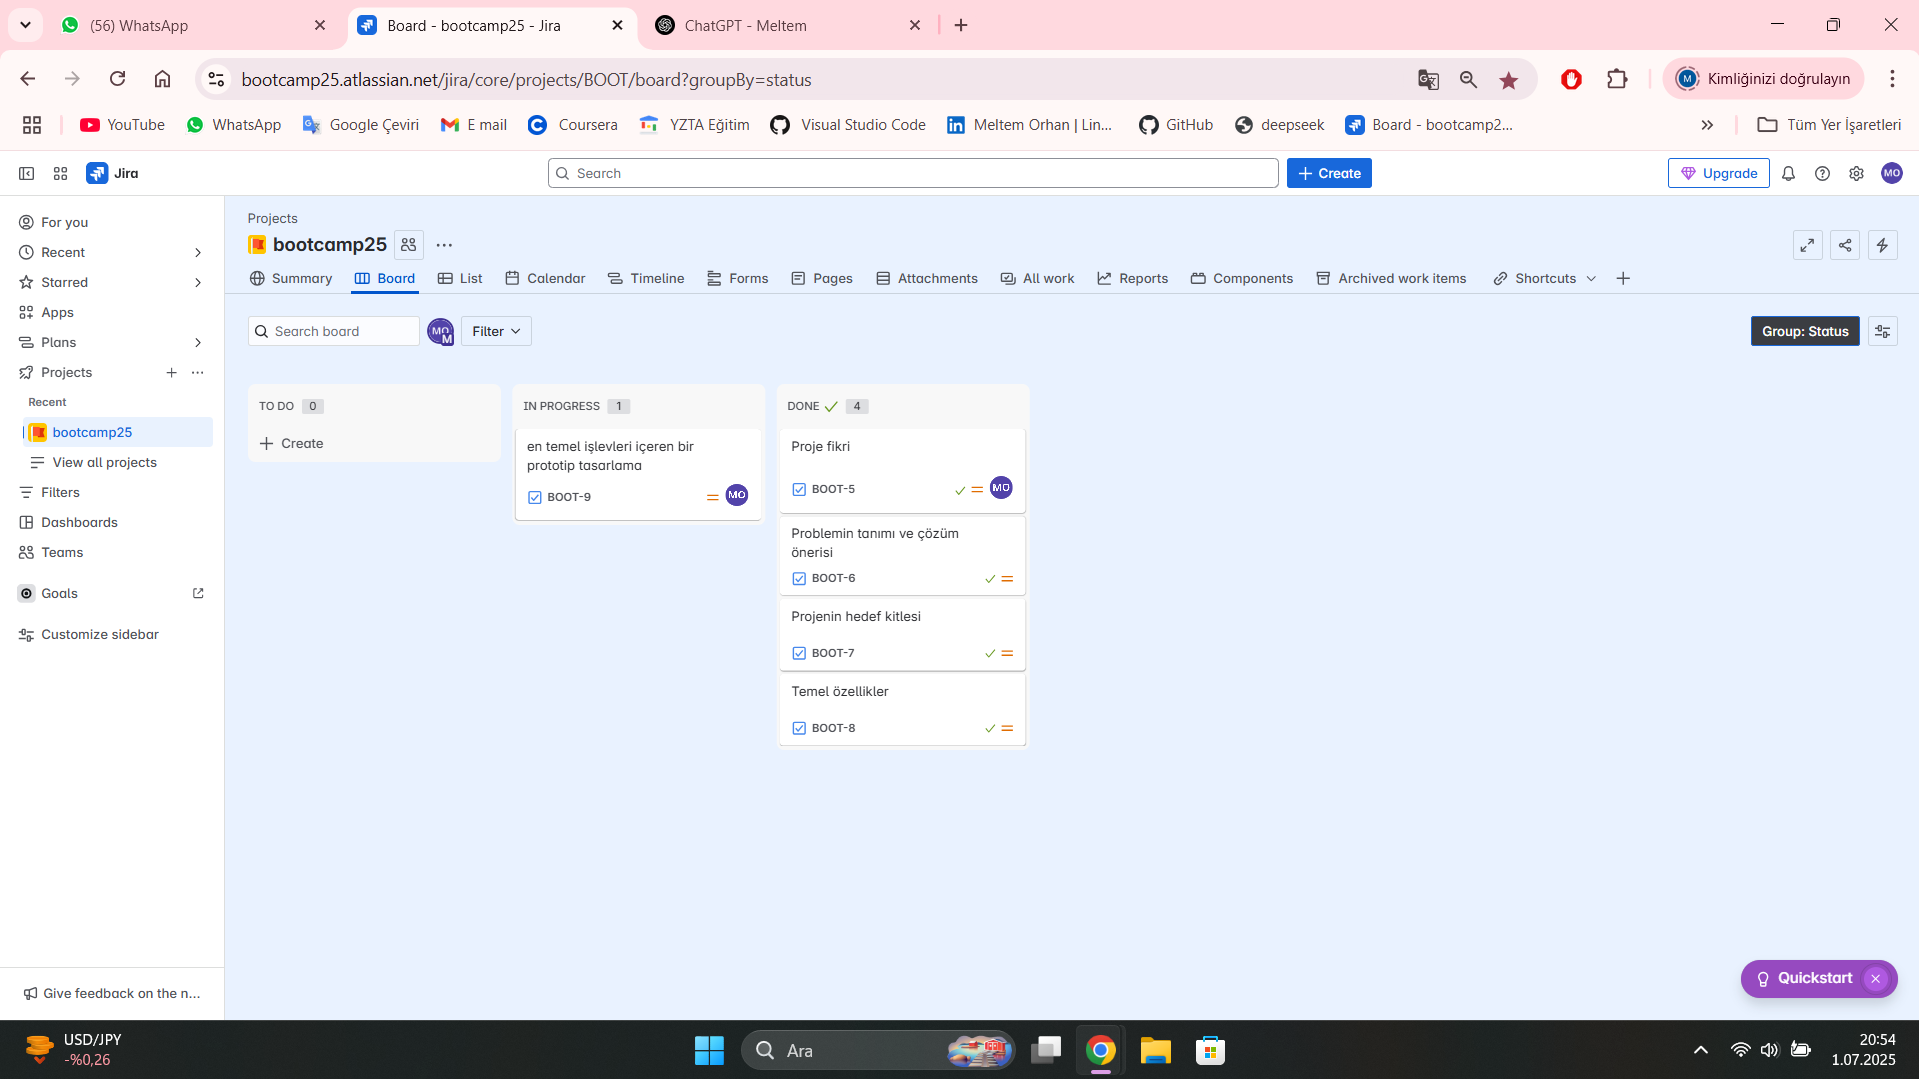 (56) WhatsApp
Board - bootcamp25 - Jira
ChatGPT - Meltem
bootcamp25.atlassian.net/jira/core/projects/BOOT/board?groupBy=status
M
Kimliğinizi doğrulayın
YouTube
WhatsApp
Google Çeviri
E mail
Coursera
YZTA Eğitim
Visual Studio Code
Meltem Orhan | Lin...
GitHub
deepseek
Board - bootcamp2...
Tüm Yer İşaretleri
Jira
Search
Create
Upgrade
MO
For you
Recent
Starred
Apps
Plans
Projects
Recent
bootcamp25
View all projects
Filters
Dashboards
Teams
Goals
Customize sidebar
Give feedback on the n...
Projects
bootcamp25
Summary
Board
List
Calendar
Timeline
Forms
Pages
Attachments
All work
Reports
Components
Archived work items
Shortcuts
Search board
MO
M
Filter
Group: Status
TO DO 0
Create
IN PROGRESS 1
en temel işlevleri içeren bir
prototip tasarlama
BOOT-9
MO
DONE 4
Proje fikri
BOOT-5
MO
Problemin tanımı ve çözüm
önerisi
BOOT-6
Projenin hedef kitlesi
BOOT-7
Temel özellikler
BOOT-8
Quickstart
USD/JPY
-%0,26
Ara
20:54
1.07.2025